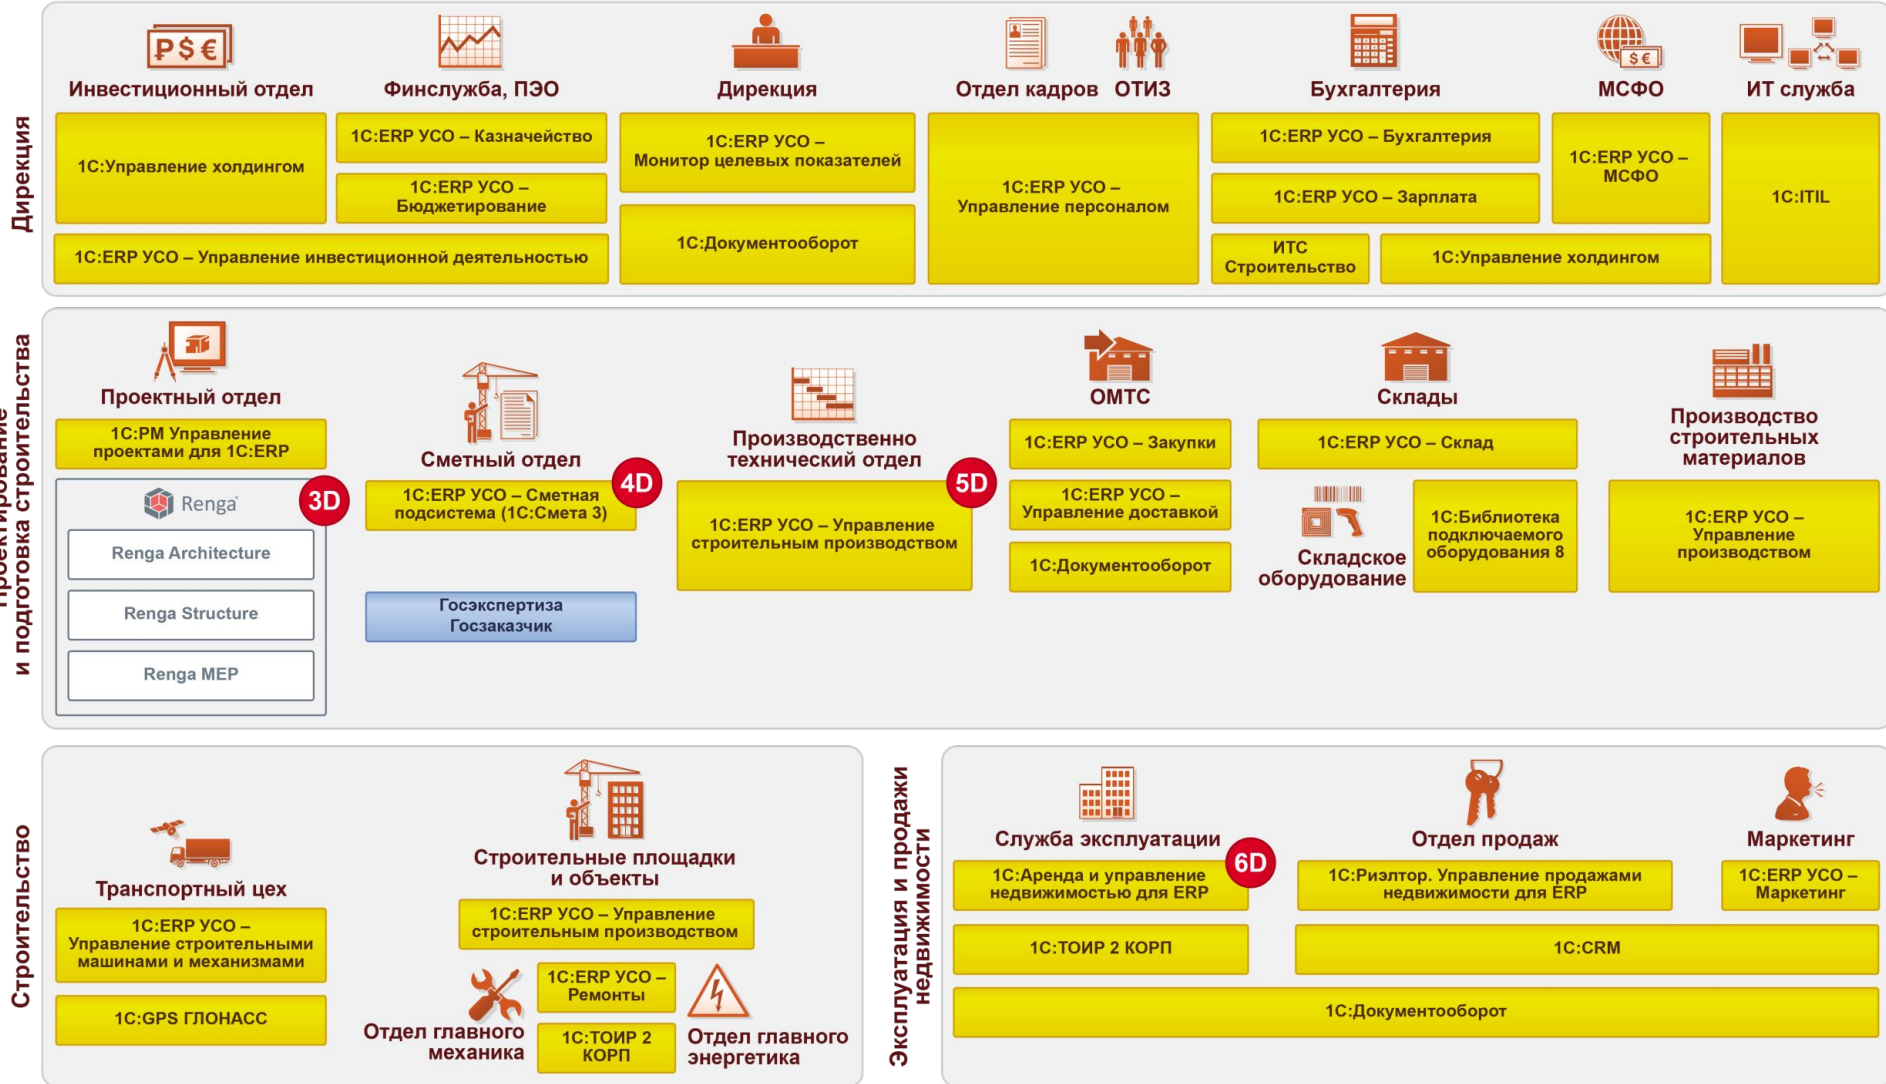 Дирекция
₽ $ €
Инвестиционный отдел
1С:Управление холдингом
Финслужба, ПЭО
1С:ERP УСО – Казначейство
1С:ERP УСО –
Бюджетирование
1С:ERP УСО – Управление инвестиционной деятельностью
Дирекция
1С:ERP УСО –
Монитор целевых показателей
1С:Документооборот
Отдел кадров
ОТИЗ
1С:ERP УСО –
Управление персоналом
Бухгалтерия
1С:ERP УСО – Бухгалтерия
1С:ERP УСО – Зарплата
ИТС
Строительство
$ €
МСФО
1С:ERP УСО –
МСФО
1С:Управление холдингом
ИТ служба
1С:ITIL
Проектирование
и подготовка строительства
Проектный отдел
1С:PM Управление
проектами для 1С:ERP
Renga
3D
Renga Architecture
Renga Structure
Renga MEP
Сметный отдел
4D
1С:ERP УСО – Сметная
подсистема (1С:Смета 3)
Госэкспертиза
Госзаказчик
Производственно
технический отдел
5D
1С:ERP УСО – Управление
строительным производством
ОМТС
1С:ERP УСО – Закупки
1С:ERP УСО –
Управление доставкой
1С:Документооборот
Склады
1С:ERP УСО – Склад
Складское
оборудование
1С:Библиотека
подключаемого
оборудования 8
Производство
строительных
материалов
1С:ERP УСО –
Управление
производством
Строительство
Транспортный цех
1С:ERP УСО –
Управление строительными
машинами и механизмами
1С:GPS ГЛОНАСС
Строительные площадки
и объекты
1С:ERP УСО – Управление
строительным производством
Отдел главного
механика
1С:ERP УСО –
Ремонты
1С:ТОИР 2
КОРП
Отдел главного
энергетика
Эксплуатация и продажи
недвижимости
Служба эксплуатации
6D
1С:Аренда и управление
недвижимостью для ERP
1С:ТОИР 2 КОРП
Отдел продаж
1С:Риэлтор. Управление продажами
недвижимости для ERP
Маркетинг
1С:ERP УСО –
Маркетинг
1С:CRM
1С:Документооборот